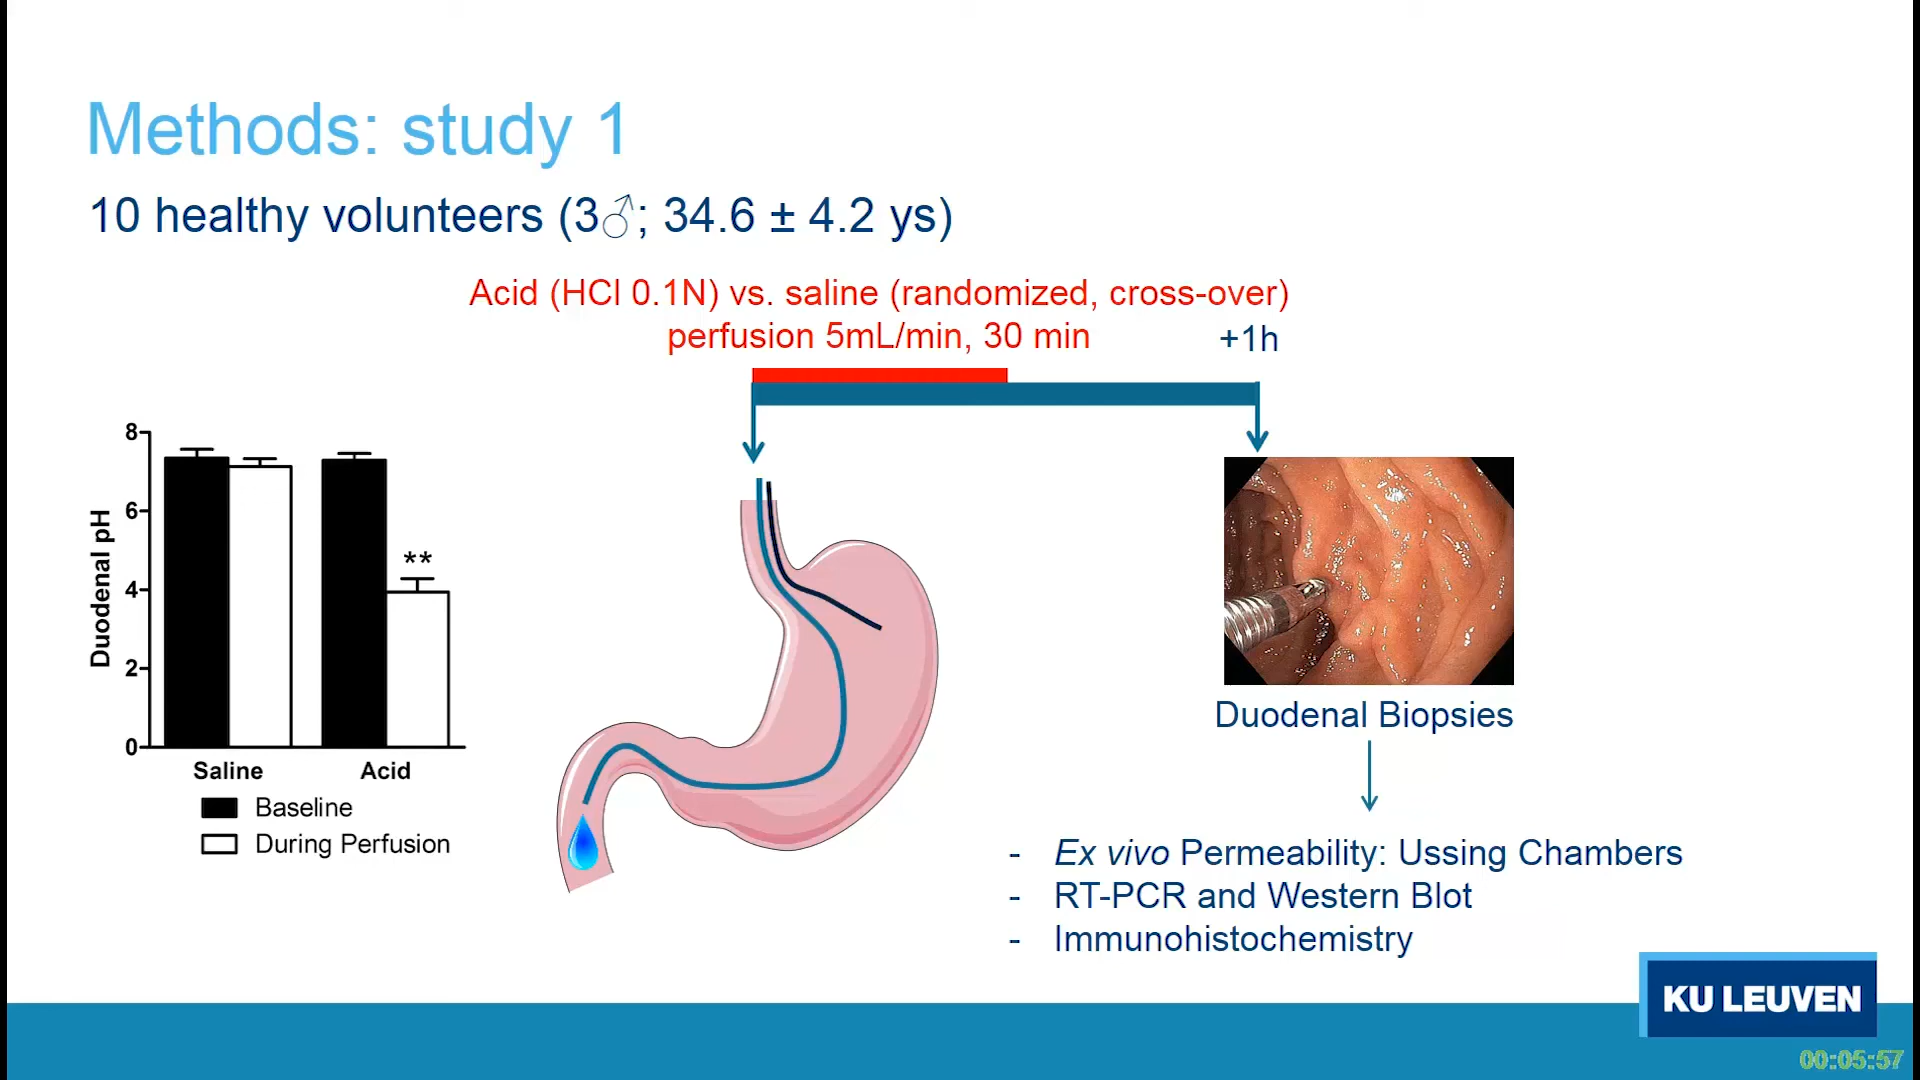 Methods: study 1
10 healthy volunteers (3♂; 34.6 ± 4.2 ys)
Acid (HCl 0.1N) vs. saline (randomized, cross-over)
perfusion 5mL/min, 30 min
+1h
8
6
4
2
0
Duodenal pH
**
Saline
Acid
Baseline
During Perfusion
Duodenal Biopsies
- Ex vivo Permeability: Ussing Chambers
- RT-PCR and Western Blot
- Immunohistochemistry
KU LEUVEN
00:05:57